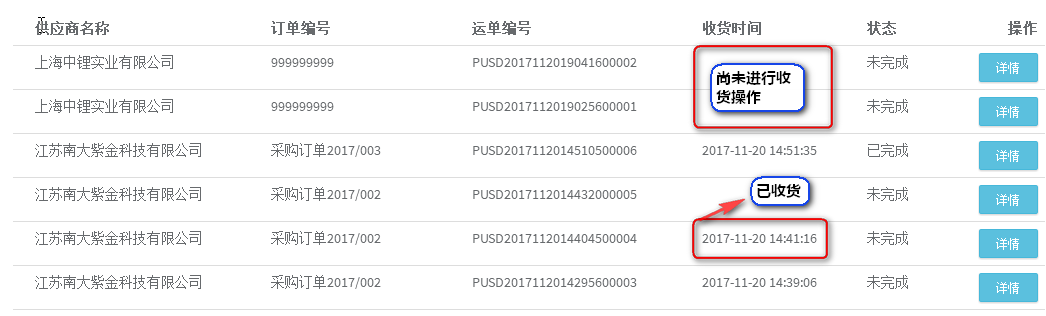 供应商名称 订单编号 运单编号 收货时间 状态 操作
上海中锂实业有限公司 999999999 PUSD2017112019041600002 未完成 详情
尚未进行收
货操作
上海中锂实业有限公司 999999999 PUSD2017112019025600001 未完成 详情
江苏南大紫金科技有限公司 采购订单2017/003 PUSD2017112014510500006 2017-11-20 14:51:35 已完成 详情
江苏南大紫金科技有限公司 采购订单2017/002 PUSD2017112014432000005 已收货 未完成 详情
江苏南大紫金科技有限公司 采购订单2017/002 PUSD2017112014404500004 2017-11-20 14:41:16 未完成 详情
江苏南大紫金科技有限公司 采购订单2017/002 PUSD2017112014295600003 2017-11-20 14:39:06 未完成 详情